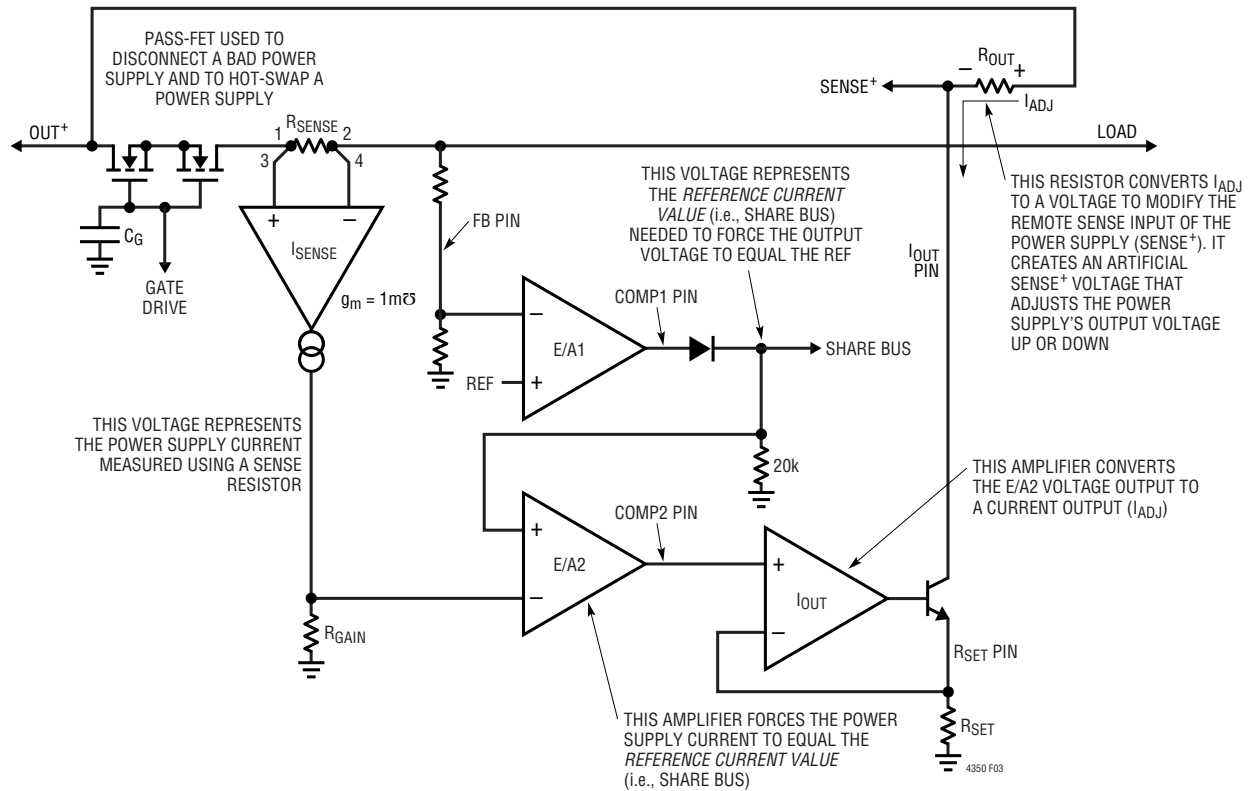 PASS-FET USED TO
DISCONNECT A BAD POWER
SUPPLY AND TO HOT-SWAP A
POWER SUPPLY
– ROUT +
SENSE+
IADJ
OUT+
1 RSENSE 2
3 4
LOAD
+ –
ISENSE
gm = 1m℧
CG
GATE
DRIVE
FB PIN
THIS VOLTAGE REPRESENTS
THE REFERENCE CURRENT
VALUE (i.e., SHARE BUS)
NEEDED TO FORCE THE OUTPUT
VOLTAGE TO EQUAL THE REF
IOUT
PIN
THIS RESISTOR CONVERTS IADJ
TO A VOLTAGE TO MODIFY THE
REMOTE SENSE INPUT OF THE
POWER SUPPLY (SENSE+). IT
CREATES AN ARTIFICIAL
SENSE+ VOLTAGE THAT
ADJUSTS THE POWER
SUPPLY'S OUTPUT VOLTAGE
UP OR DOWN
COMP1 PIN
–
E/A1
+
REF
SHARE BUS
THIS VOLTAGE REPRESENTS
THE POWER SUPPLY CURRENT
MEASURED USING A SENSE
RESISTOR
20k
THIS AMPLIFIER CONVERTS
THE E/A2 VOLTAGE OUTPUT TO
A CURRENT OUTPUT (IADJ)
COMP2 PIN
+
E/A2
–
+
IOUT
–
RGAIN
RSET PIN
RSET
THIS AMPLIFIER FORCES THE POWER
SUPPLY CURRENT TO EQUAL THE
REFERENCE CURRENT VALUE
(i.e., SHARE BUS)
4350 F03